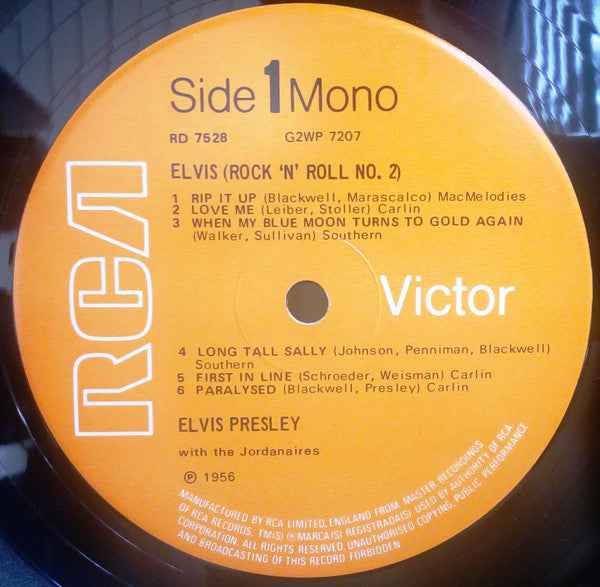 Side 1 Mono
RD 7528 G2WP 7207
ELVIS (ROCK 'N' ROLL NO. 2)
1 RIP IT UP (Blackwell, Marascalco) MacMelodies
2 LOVE ME (Leiber, Stoller) Carlin
3 WHEN MY BLUE MOON TURNS TO GOLD AGAIN
(Walker, Sullivan) Southern
RCA
Victor
4 LONG TALL SALLY (Johnson, Penniman, Blackwell)
Southern
5 FIRST IN LINE (Schroeder, Weisman) Carlin
6 PARALYSED (Blackwell, Presley) Carlin
ELVIS PRESLEY
with the Jordanaires
℗ 1956
MANUFACTURED BY RCA LIMITED, ENGLAND FROM MASTER RECORDINGS
OF RCA RECORDS. TM(S) ® MARCA(S) REGISTRADA(S) USED BY AUTHORITY OF RCA
CORPORATION. ALL RIGHTS RESERVED. UNAUTHORISED COPYING, PUBLIC PERFORMANCE
AND BROADCASTING OF THIS RECORD FORBIDDEN